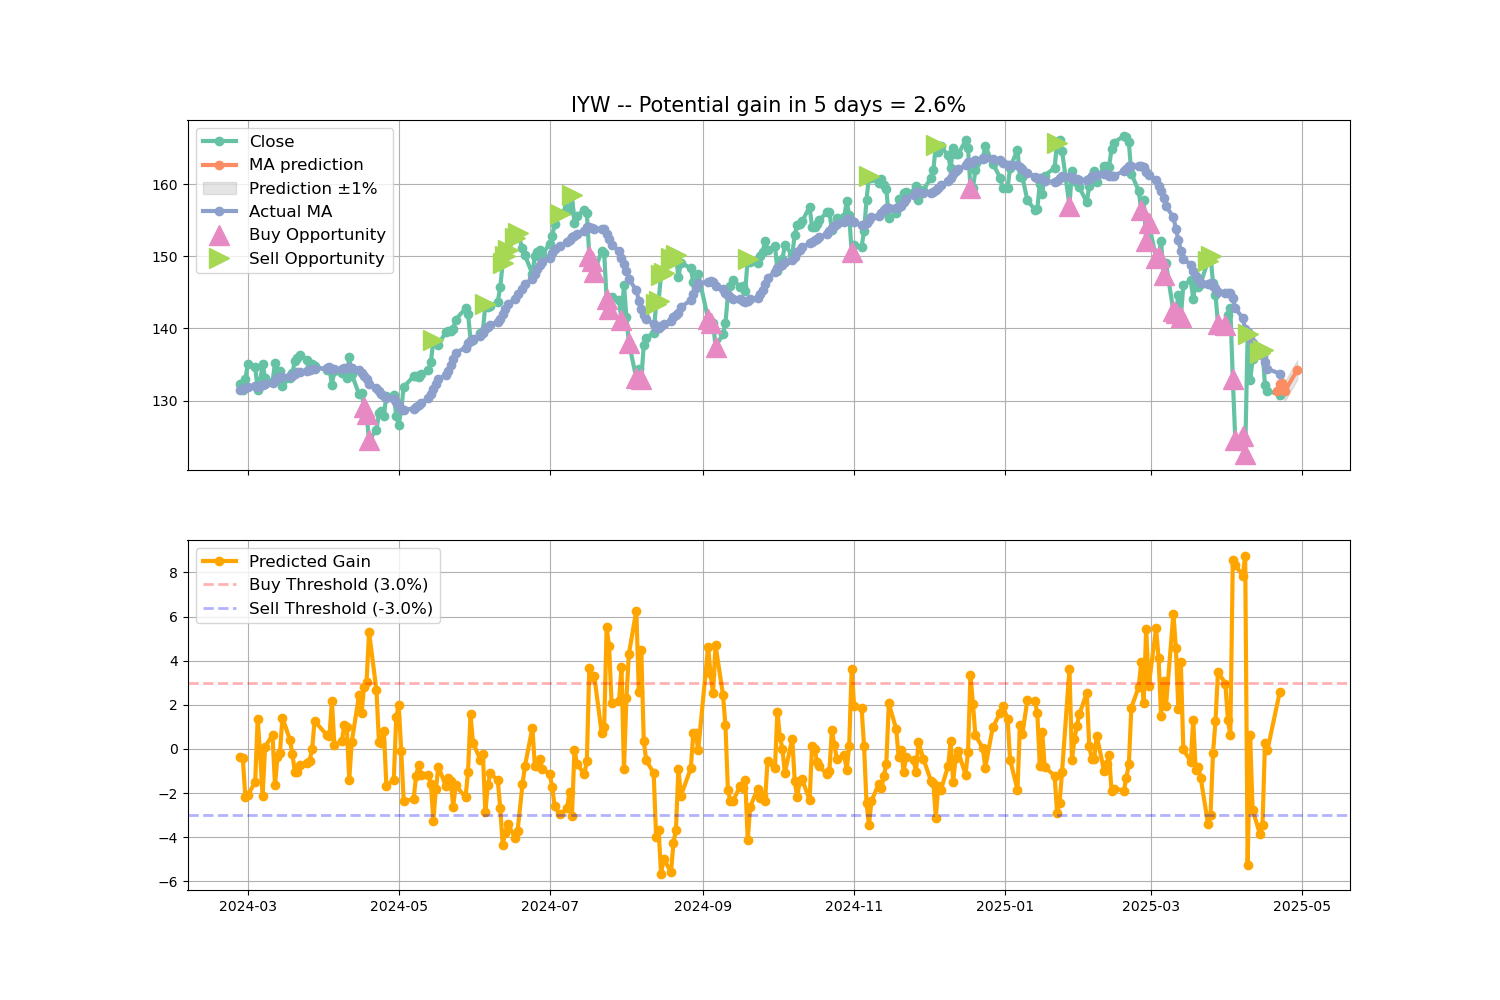 IYW -- Potential gain in 5 days = 2.6%
Close
MA prediction
Prediction ±1%
Actual MA
Buy Opportunity
Sell Opportunity
160
150
140
130
Predicted Gain
Buy Threshold (3.0%)
Sell Threshold (-3.0%)
8
6
4
2
0
−2
−4
−6
2024-03 2024-05 2024-07 2024-09 2024-11 2025-01 2025-03 2025-05